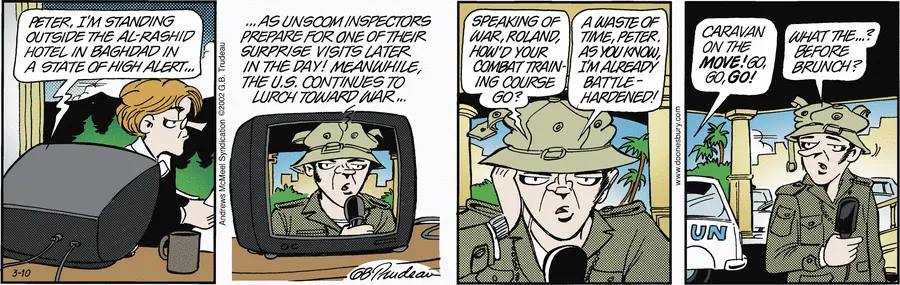 PETER, I'M STANDING
OUTSIDE THE AL-RASHID
HOTEL IN BAGHDAD IN
A STATE OF HIGH ALERT...
3-10
Andrews McMeel Syndication ©2002 G.B. Trudeau
...AS UNSCOM INSPECTORS
PREPARE FOR ONE OF THEIR
SURPRISE VISITS LATER
IN THE DAY! MEANWHILE,
THE U.S. CONTINUES TO
LURCH TOWARD WAR...
GBTrudeau
SPEAKING OF
WAR, ROLAND,
HOW'D YOUR
COMBAT TRAIN-
ING COURSE
GO?
A WASTE OF
TIME, PETER.
AS YOU KNOW,
I'M ALREADY
BATTLE-
HARDENED!
www.doonesbury.com
CARAVAN
ON THE
MOVE! GO,
GO, GO!
WHAT THE...?
BEFORE
BRUNCH?
UN